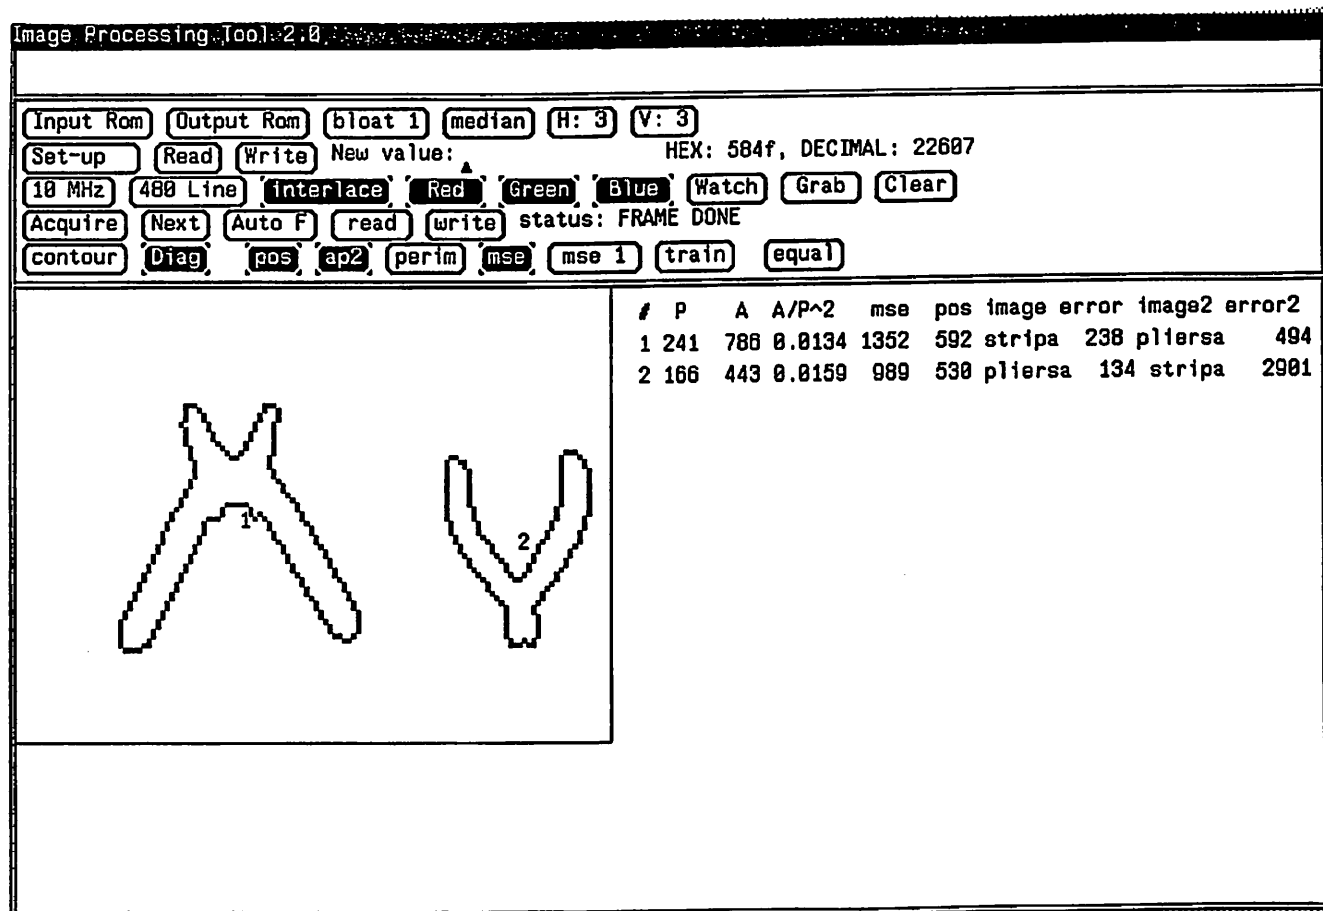 Image Processing Tool 2.0
Input Rom Output Rom bloat 1 median H: 3 V: 3
Set-up Read Write New value: HEX: 584f, DECIMAL: 22607
10 MHz 480 Line interlace Red Green Blue Watch Grab Clear
Acquire Next Auto F read write status: FRAME DONE
contour Diag pos ap2 perim mse mse 1 train equal
# P A A/P^2 mse pos image error image2 error2
1 241 786 0.0134 1352 592 stripa 238 pliersa 494
2 166 443 0.0159 989 530 pliersa 134 stripa 2901
1
2